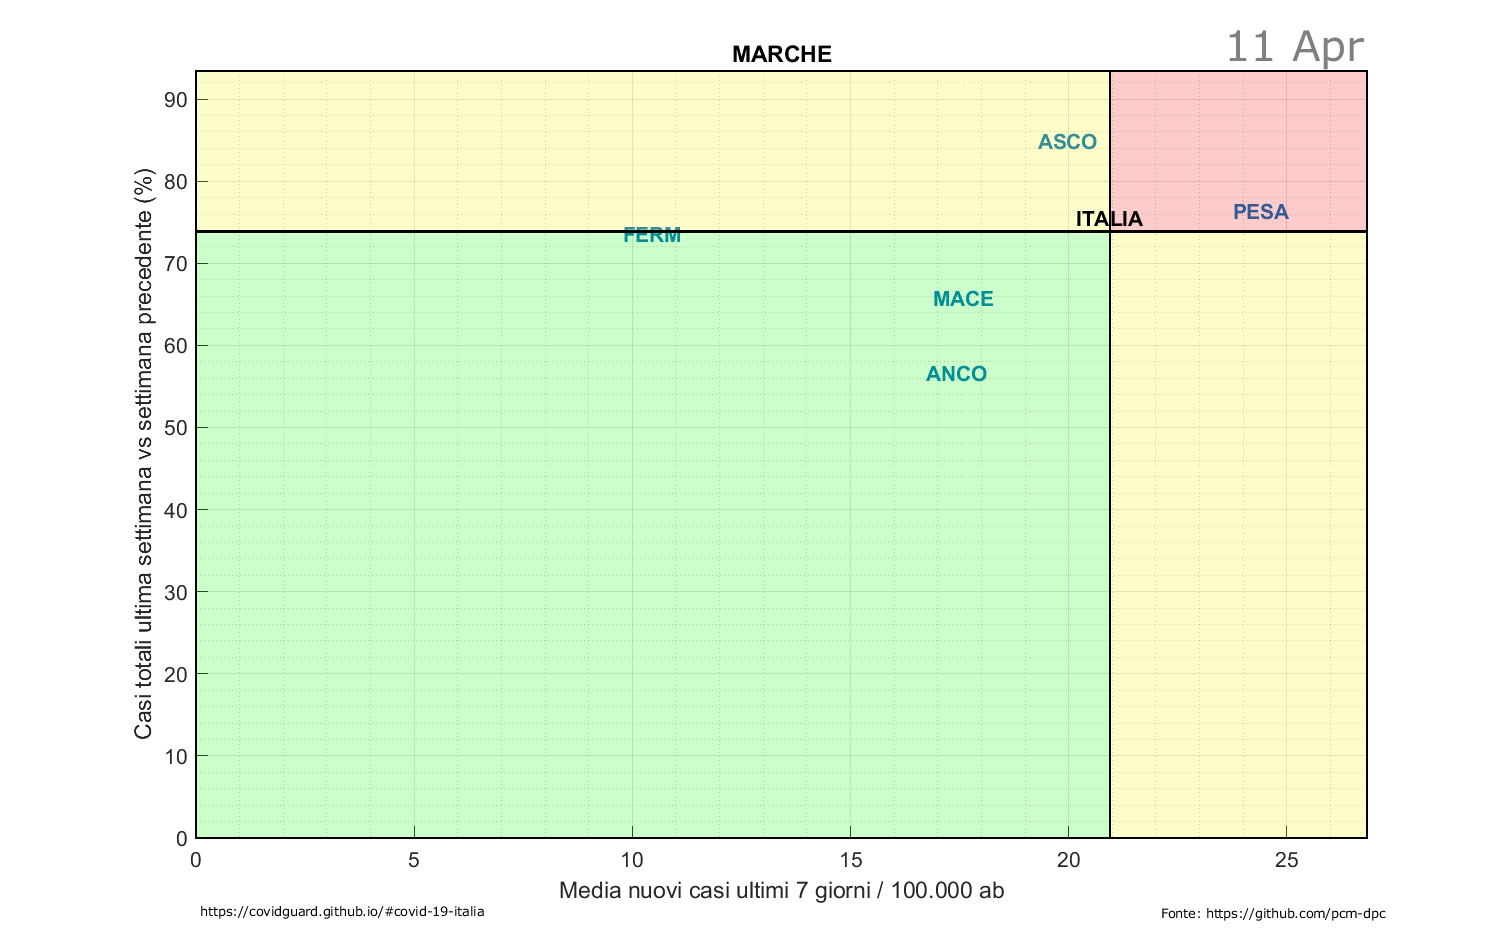 11 Apr
MARCHE
Casi totali ultima settimana vs settimana precedente (%)
90
80
70
60
50
40
30
20
10
0
ASCO
PESA
ITALIA
FERM
MACE
ANCO
0 5 10 15 20 25
Media nuovi casi ultimi 7 giorni / 100.000 ab
https://covidguard.github.io/#covid-19-italia
Fonte: https://github.com/pcm-dpc